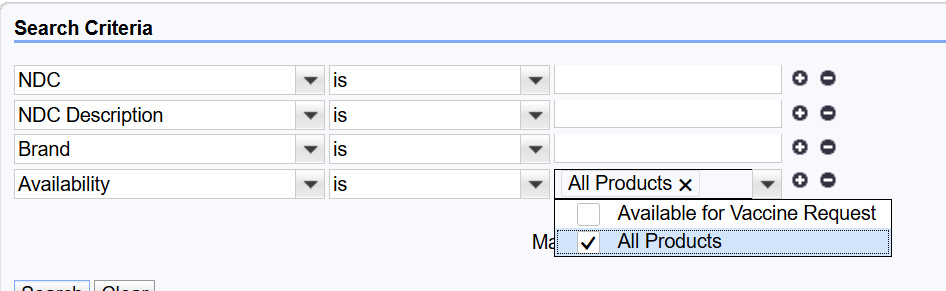 Search Criteria
NDC is
NDC Description is
Brand is
Availability is All Products
Available for Vaccine Request
Ma All Products
Search Clear